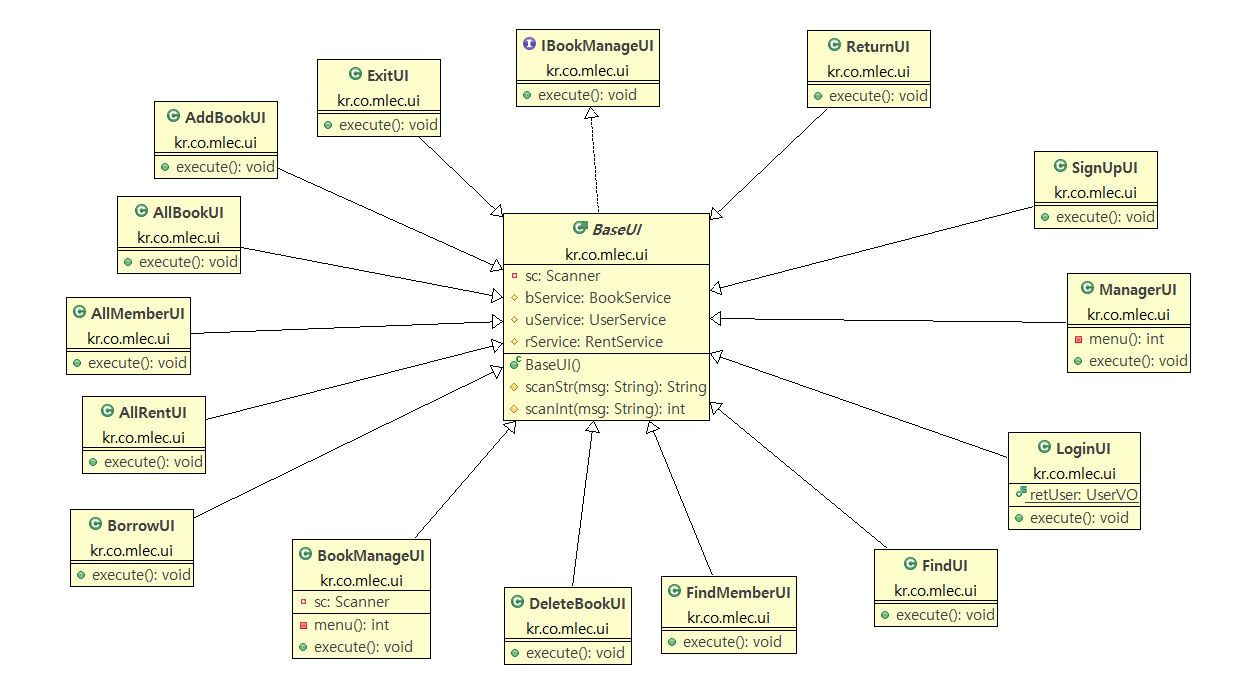 IBookManageUI
kr.co.mlec.ui
execute(): void
ReturnUI
kr.co.mlec.ui
execute(): void
ExitUI
kr.co.mlec.ui
execute(): void
AddBookUI
kr.co.mlec.ui
execute(): void
SignUpUI
kr.co.mlec.ui
execute(): void
AllBookUI
kr.co.mlec.ui
execute(): void
BaseUI
kr.co.mlec.ui
sc: Scanner
bService: BookService
uService: UserService
rService: RentService
BaseUI()
scanStr(msg: String): String
scanInt(msg: String): int
ManagerUI
kr.co.mlec.ui
menu(): int
execute(): void
AllMemberUI
kr.co.mlec.ui
execute(): void
AllRentUI
kr.co.mlec.ui
execute(): void
LoginUI
kr.co.mlec.ui
retUser: UserVO
execute(): void
BorrowUI
kr.co.mlec.ui
execute(): void
BookManageUI
kr.co.mlec.ui
sc: Scanner
menu(): int
execute(): void
DeleteBookUI
kr.co.mlec.ui
execute(): void
FindMemberUI
kr.co.mlec.ui
execute(): void
FindUI
kr.co.mlec.ui
execute(): void